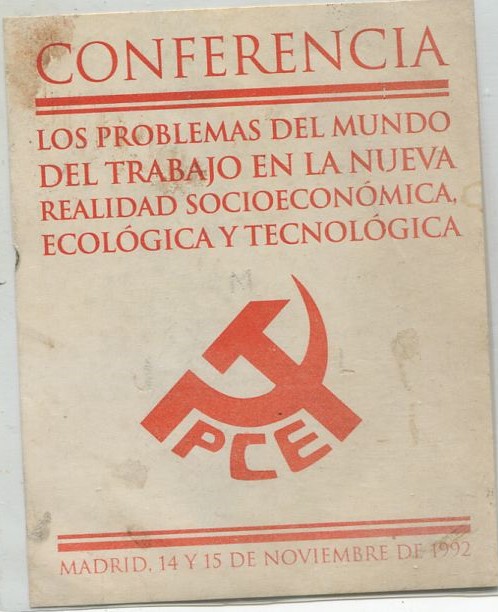 CONFERENCIA
LOS PROBLEMAS DEL MUNDO
DEL TRABAJO EN LA NUEVA
REALIDAD SOCIOECONÓMICA,
ECOLÓGICA Y TECNOLÓGICA
PCE
MADRID, 14 Y 15 DE NOVIEMBRE DE 1992